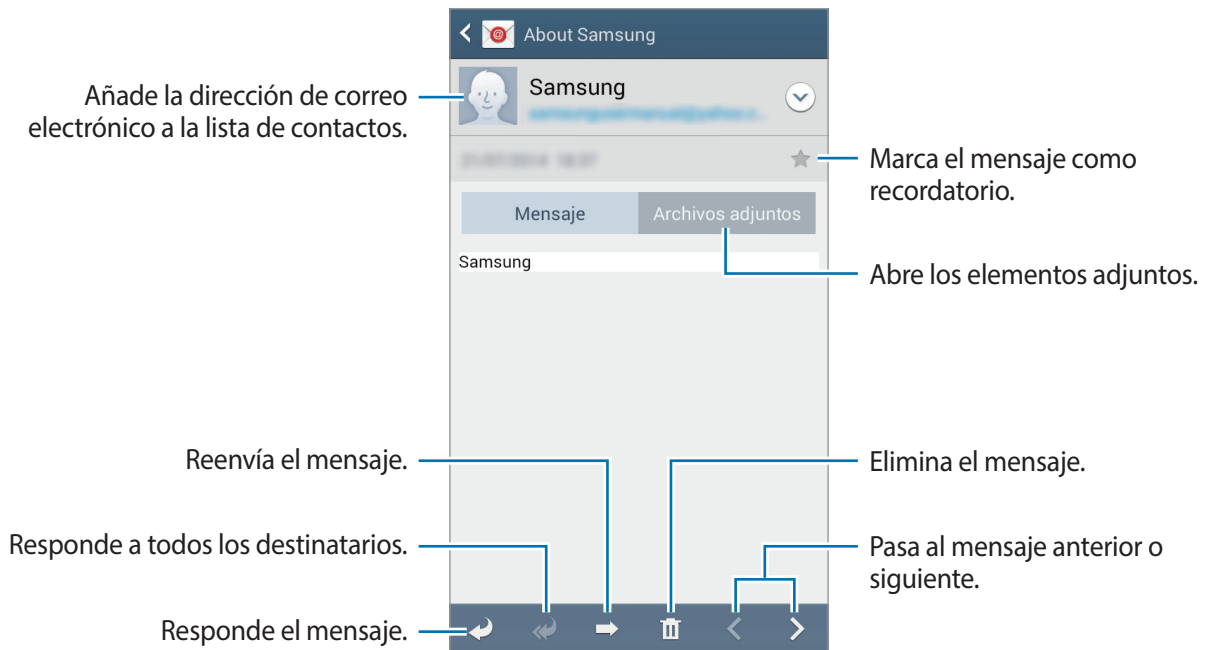 About Samsung
Añade la dirección de correo
electrónico a la lista de contactos.
Samsung
Marca el mensaje como
recordatorio.
Mensaje
Archivos adjuntos
Samsung
Abre los elementos adjuntos.
Reenvía el mensaje.
Elimina el mensaje.
Responde a todos los destinatarios.
Pasa al mensaje anterior o
siguiente.
Responde el mensaje.